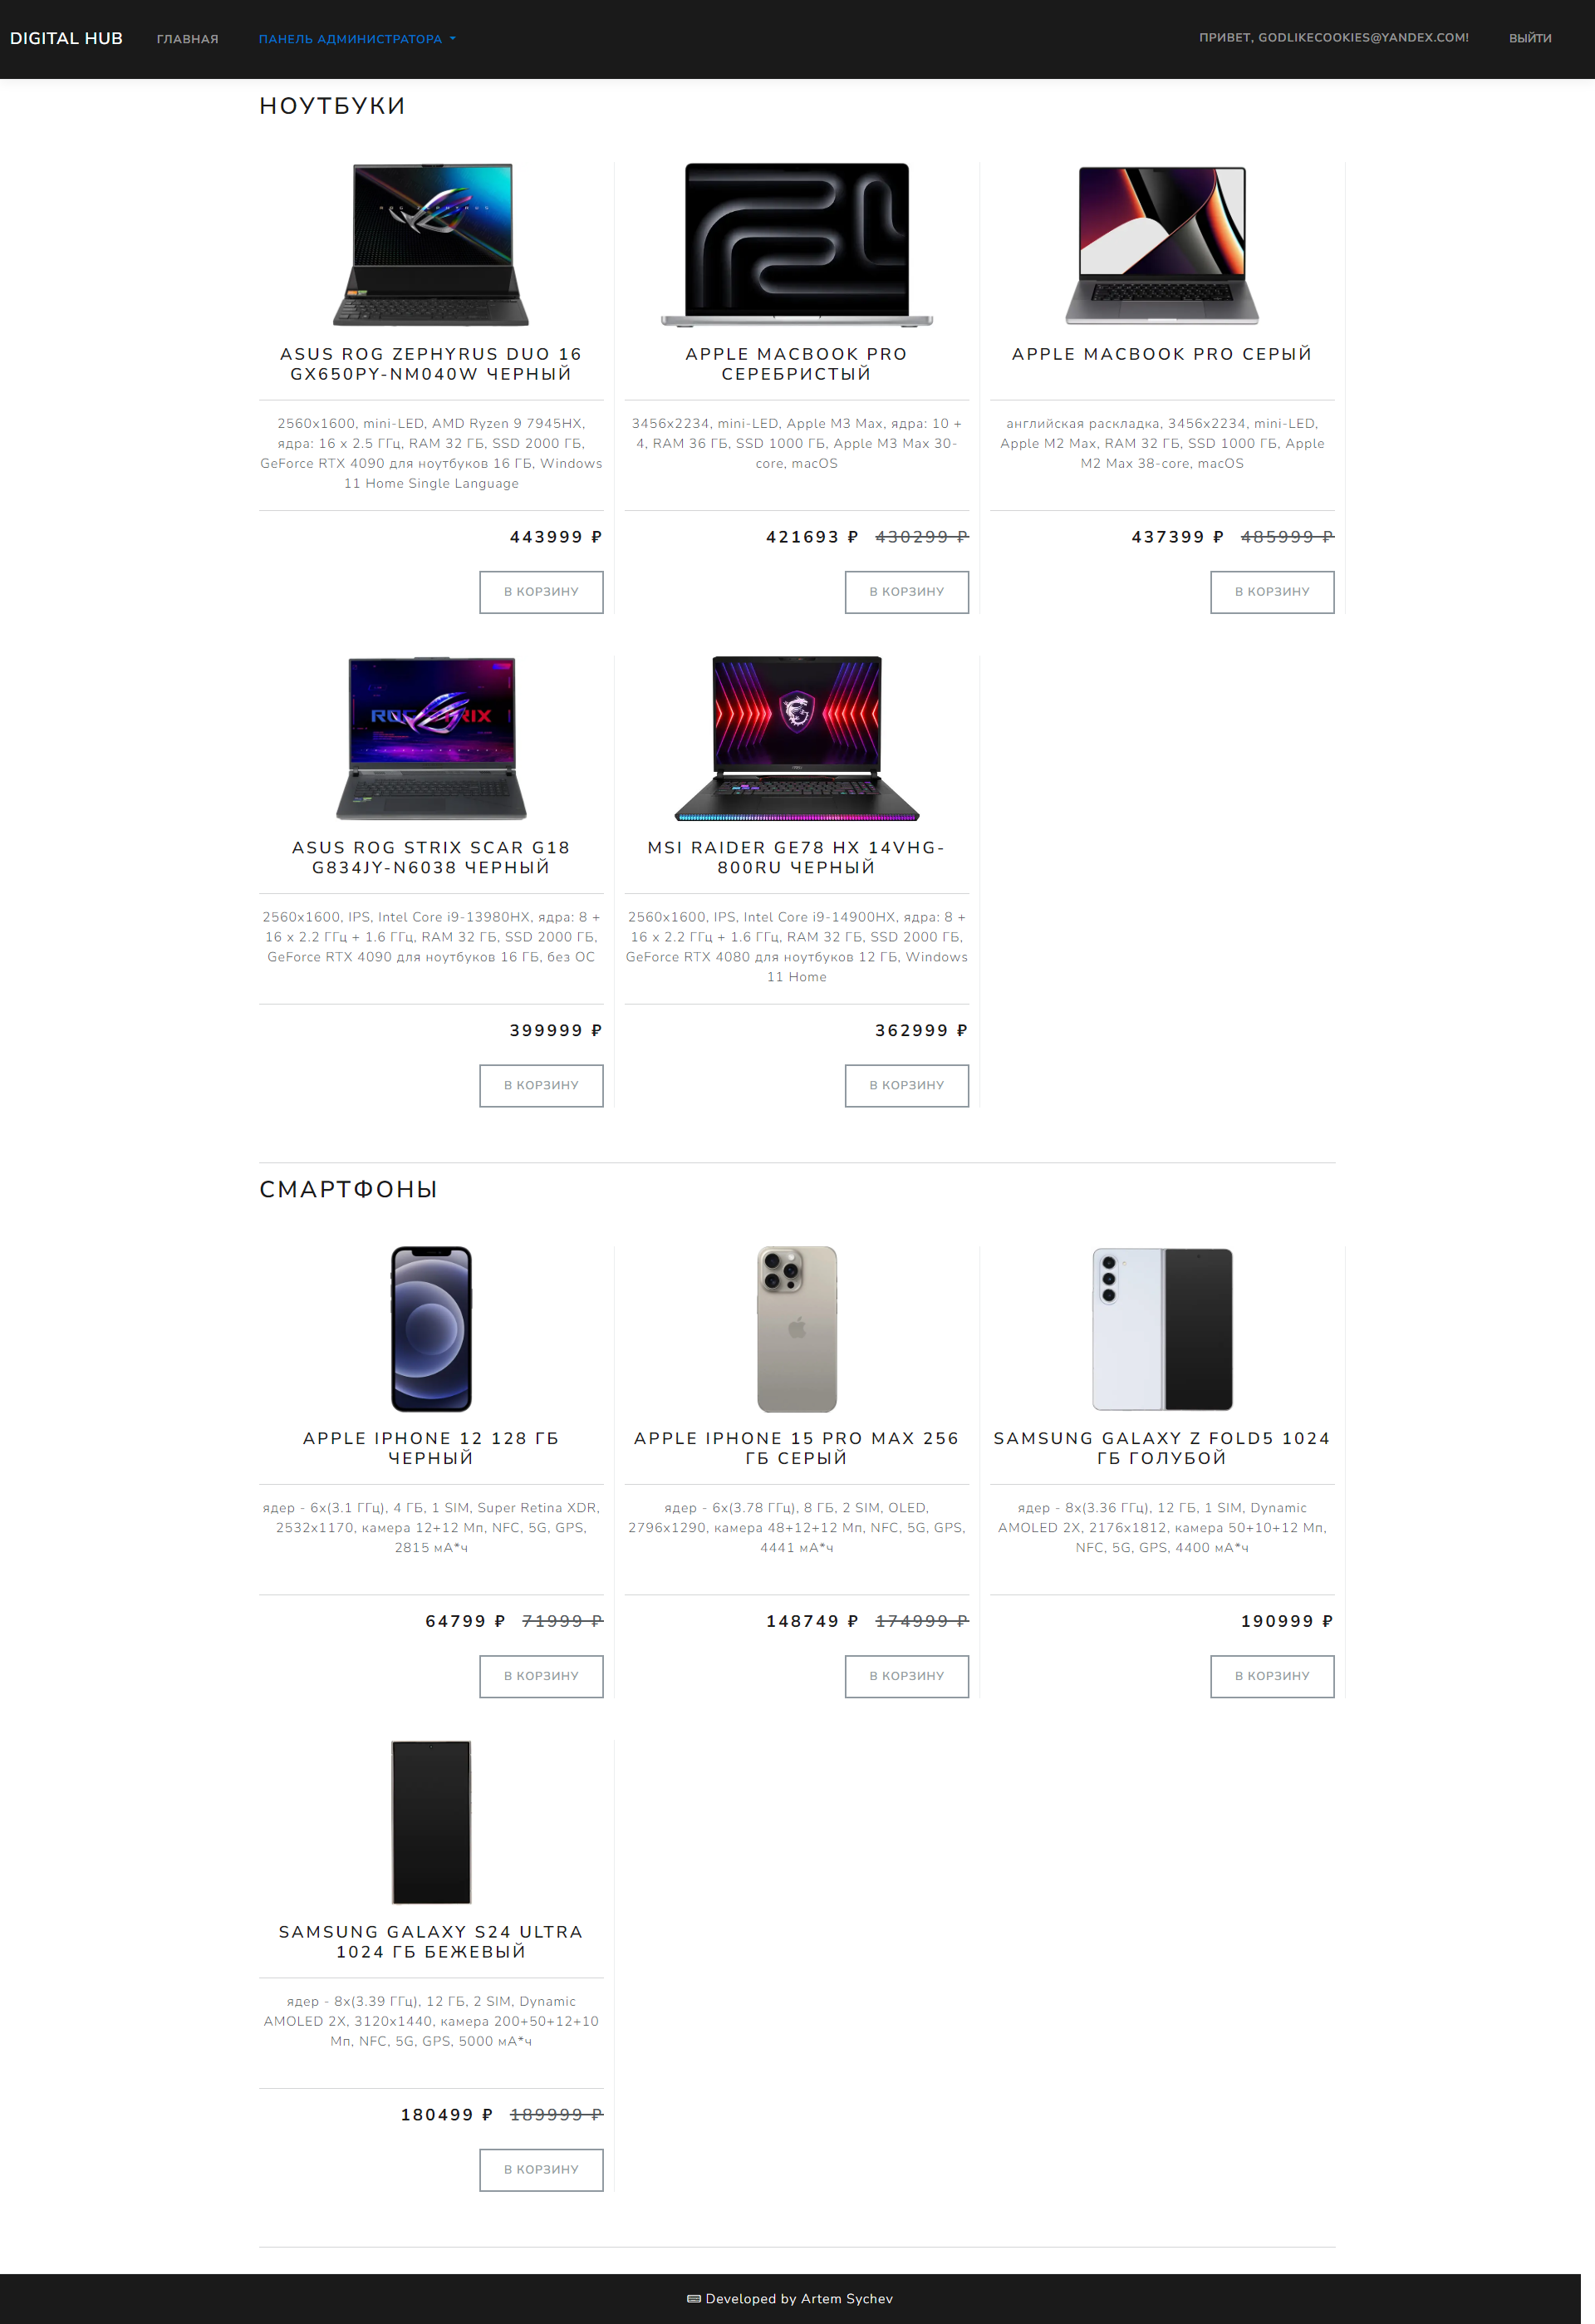 DIGITAL HUB ГЛАВНАЯ ПАНЕЛЬ АДМИНИСТРАТОРА ПРИВЕТ, GODLIKECOOKIES@YANDEX.COM! ВЫЙТИ
НОУТБУКИ
ROG ZEPHYRUS
ASUS ROG ZEPHYRUS DUO 16
GX650PY-NM040W ЧЕРНЫЙ
2560x1600, mini-LED, AMD Ryzen 9 7945HX,
ядра: 16 х 2.5 ГГц, RAM 32 ГБ, SSD 2000 ГБ,
GeForce RTX 4090 для ноутбуков 16 ГБ, Windows
11 Home Single Language
443999 ₽
В КОРЗИНУ
APPLE MACBOOK PRO
СЕРЕБРИСТЫЙ
3456x2234, mini-LED, Apple M3 Max, ядра: 10 +
4, RAM 36 ГБ, SSD 1000 ГБ, Apple M3 Max 30-
core, macOS
421693 ₽ 430299 ₽
В КОРЗИНУ
APPLE MACBOOK PRO СЕРЫЙ
английская раскладка, 3456x2234, mini-LED,
Apple M2 Max, RAM 32 ГБ, SSD 1000 ГБ, Apple
M2 Max 38-core, macOS
437399 ₽ 485999 ₽
В КОРЗИНУ
ASUS ROG STRIX SCAR G18
G834JY-N6038 ЧЕРНЫЙ
2560x1600, IPS, Intel Core i9-13980HX, ядра: 8 +
16 х 2.2 ГГц + 1.6 ГГц, RAM 32 ГБ, SSD 2000 ГБ,
GeForce RTX 4090 для ноутбуков 16 ГБ, без ОС
399999 ₽
В КОРЗИНУ
MSI RAIDER GE78 HX 14VHG-
800RU ЧЕРНЫЙ
2560x1600, IPS, Intel Core i9-14900HX, ядра: 8 +
16 х 2.2 ГГц + 1.6 ГГц, RAM 32 ГБ, SSD 2000 ГБ,
GeForce RTX 4080 для ноутбуков 12 ГБ, Windows
11 Home
362999 ₽
В КОРЗИНУ
СМАРТФОНЫ
APPLE IPHONE 12 128 ГБ
ЧЕРНЫЙ
ядер - 6x(3.1 ГГц), 4 ГБ, 1 SIM, Super Retina XDR,
2532x1170, камера 12+12 Мп, NFC, 5G, GPS,
2815 мА*ч
64799 ₽ 71999 ₽
В КОРЗИНУ
APPLE IPHONE 15 PRO MAX 256
ГБ СЕРЫЙ
ядер - 6x(3.78 ГГц), 8 ГБ, 2 SIM, OLED,
2796x1290, камера 48+12+12 Мп, NFC, 5G, GPS,
4441 мА*ч
148749 ₽ 174999 ₽
В КОРЗИНУ
SAMSUNG GALAXY Z FOLD5 1024
ГБ ГОЛУБОЙ
ядер - 8x(3.36 ГГц), 12 ГБ, 1 SIM, Dynamic
AMOLED 2X, 2176x1812, камера 50+10+12 Мп,
NFC, 5G, GPS, 4400 мА*ч
190999 ₽
В КОРЗИНУ
SAMSUNG GALAXY S24 ULTRA
1024 ГБ БЕЖЕВЫЙ
ядер - 8x(3.39 ГГц), 12 ГБ, 2 SIM, Dynamic
AMOLED 2X, 3120x1440, камера 200+50+12+10
Мп, NFC, 5G, GPS, 5000 мА*ч
180499 ₽ 189999 ₽
В КОРЗИНУ
Developed by Artem Sychev